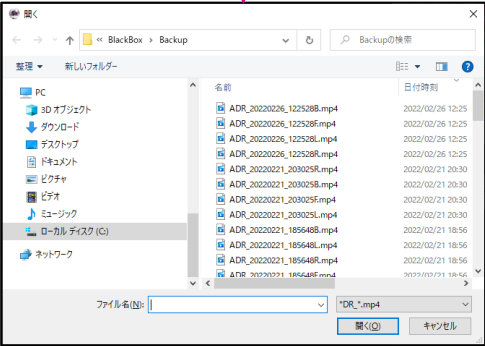 開く
« BlackBox › Backup
Backupの検索
整理
新しいフォルダー
PC
3D オブジェクト
ダウンロード
デスクトップ
ドキュメント
ピクチャ
ビデオ
ミュージック
ローカル ディスク (C:)
ネットワーク
名前 日付時刻
ADR_20220226_122528B.mp4 2022/02/26 12:25
ADR_20220226_122528F.mp4 2022/02/26 12:25
ADR_20220226_122528L.mp4 2022/02/26 12:25
ADR_20220226_122528R.mp4 2022/02/26 12:25
ADR_20220221_203025R.mp4 2022/02/21 20:30
ADR_20220221_203025B.mp4 2022/02/21 20:30
ADR_20220221_203025F.mp4 2022/02/21 20:30
ADR_20220221_203025L.mp4 2022/02/21 20:30
ADR_20220221_185648B.mp4 2022/02/21 18:56
ADR_20220221_185648L.mp4 2022/02/21 18:56
ADR_20220221_185648R.mp4 2022/02/21 18:56
ADR_20220221_185648F.mp4 2022/02/21 18:56
ファイル名(N):
*DR_*.mp4
開く(O)
キャンセル